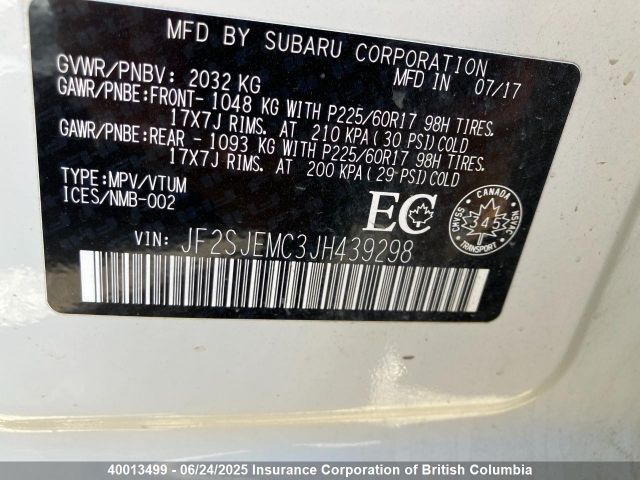 MFD BY SUBARU CORPORATION
GVWR/PNBV: 2032 KG MFD IN 07/17
GAWR/PNBE:FRONT- 1048 KG WITH P225/60R17 98H TIRES.
17X7J RIMS. AT 210 KPA ( 30 PSI) COLD
GAWR/PNBE:REAR - 1093 KG WITH P225/60R17 98H TIRES.
17X7J RIMS. AT 200 KPA ( 29-PSI) COLD
TYPE:MPV/VTUM
ICES/NMB-002
EC
CANADA
CMVSS
NSVAC
345
TRANSPORT
VIN: JF2SJEMC3JH439298
40013499 - 06/24/2025 Insurance Corporation of British Columbia